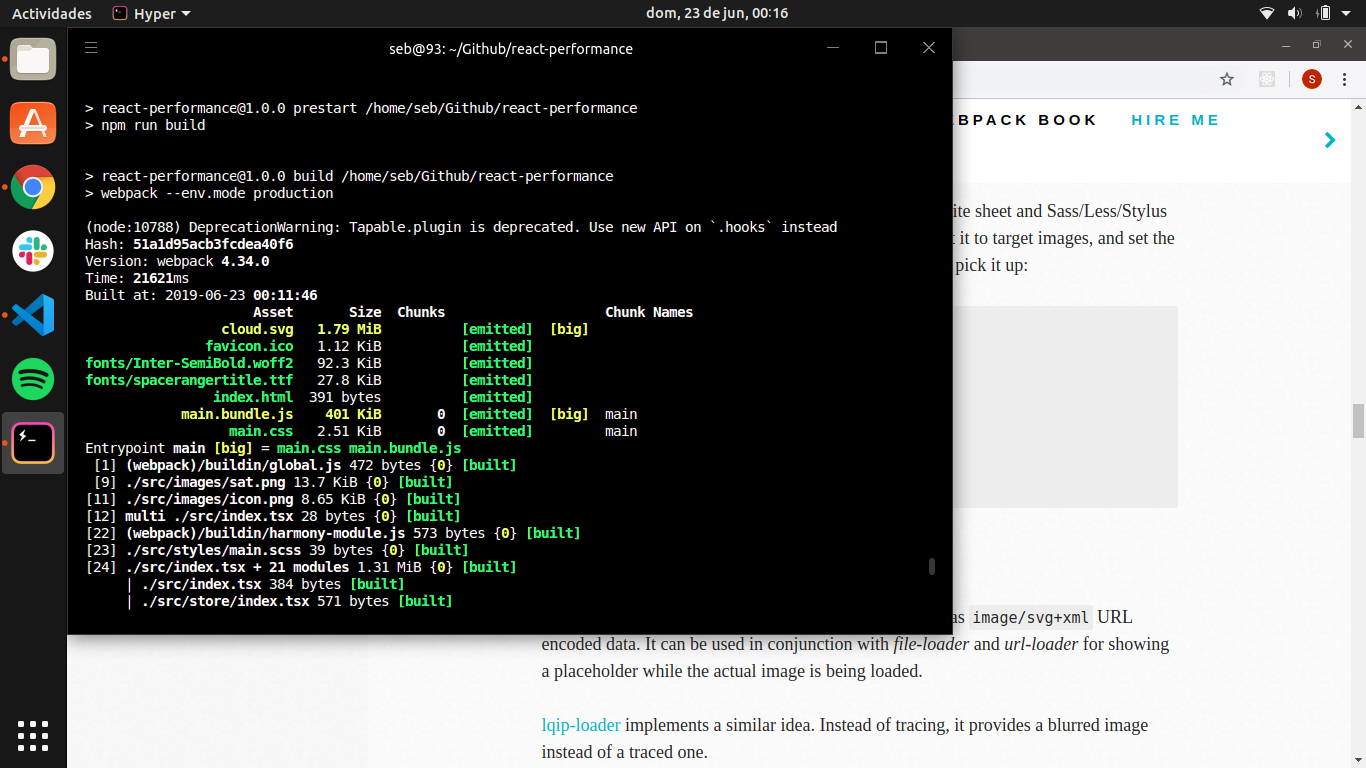 Actividades
Hyper
dom, 23 de jun, 00:16
seb@93: ~/Github/react-performance
> react-performance@1.0.0 prestart /home/seb/Github/react-performance
> npm run build
> react-performance@1.0.0 build /home/seb/Github/react-performance
> webpack --env.mode production
(node:10788) DeprecationWarning: Tapable.plugin is deprecated. Use new API on `.hooks` instead
Hash: 51a1d95acb3fcdea40f6
Version: webpack 4.34.0
Time: 21621ms
Built at: 2019-06-23 00:11:46
Asset Size Chunks Chunk Names
cloud.svg 1.79 MiB [emitted] [big]
favicon.ico 1.12 KiB [emitted]
fonts/Inter-SemiBold.woff2 92.3 KiB [emitted]
fonts/spacerangertitle.ttf 27.8 KiB [emitted]
index.html 391 bytes [emitted]
main.bundle.js 401 KiB 0 [emitted] [big] main
main.css 2.51 KiB 0 [emitted] main
Entrypoint main [big] = main.css main.bundle.js
[1] (webpack)/buildin/global.js 472 bytes {0} [built]
[9] ./src/images/sat.png 13.7 KiB {0} [built]
[11] ./src/images/icon.png 8.65 KiB {0} [built]
[12] multi ./src/index.tsx 28 bytes {0} [built]
[22] (webpack)/buildin/harmony-module.js 573 bytes {0} [built]
[23] ./src/styles/main.scss 39 bytes {0} [built]
[24] ./src/index.tsx + 21 modules 1.31 MiB {0} [built]
| ./src/index.tsx 384 bytes [built]
| ./src/store/index.tsx 571 bytes [built]
S
BPACK BOOK HIRE ME
ite sheet and Sass/Less/Stylus
t it to target images, and set the
pick it up:
as image/svg+xml URL
encoded data. It can be used in conjunction with file-loader and url-loader for showing
a placeholder while the actual image is being loaded.
lqip-loader implements a similar idea. Instead of tracing, it provides a blurred image
instead of a traced one.